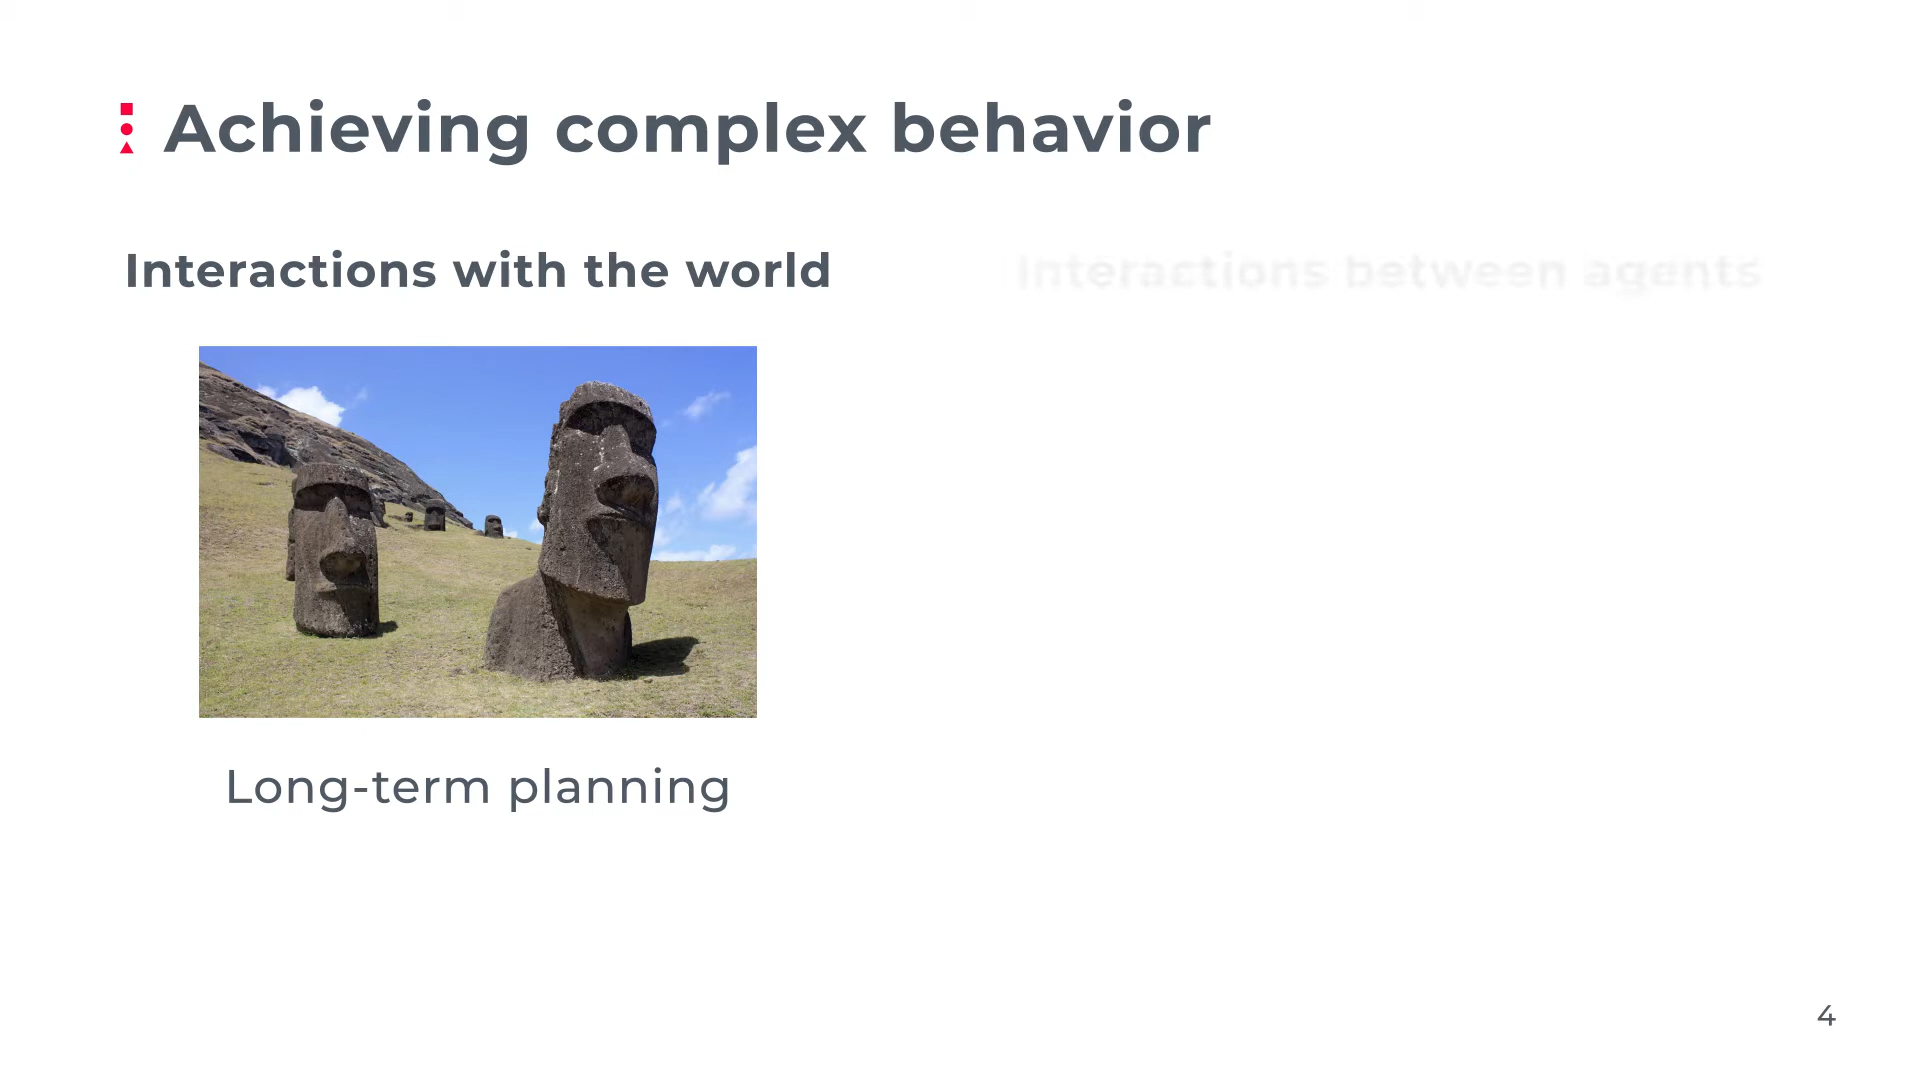 Achieving complex behavior
Interactions with the world
Interactions between agents
Long-term planning
4